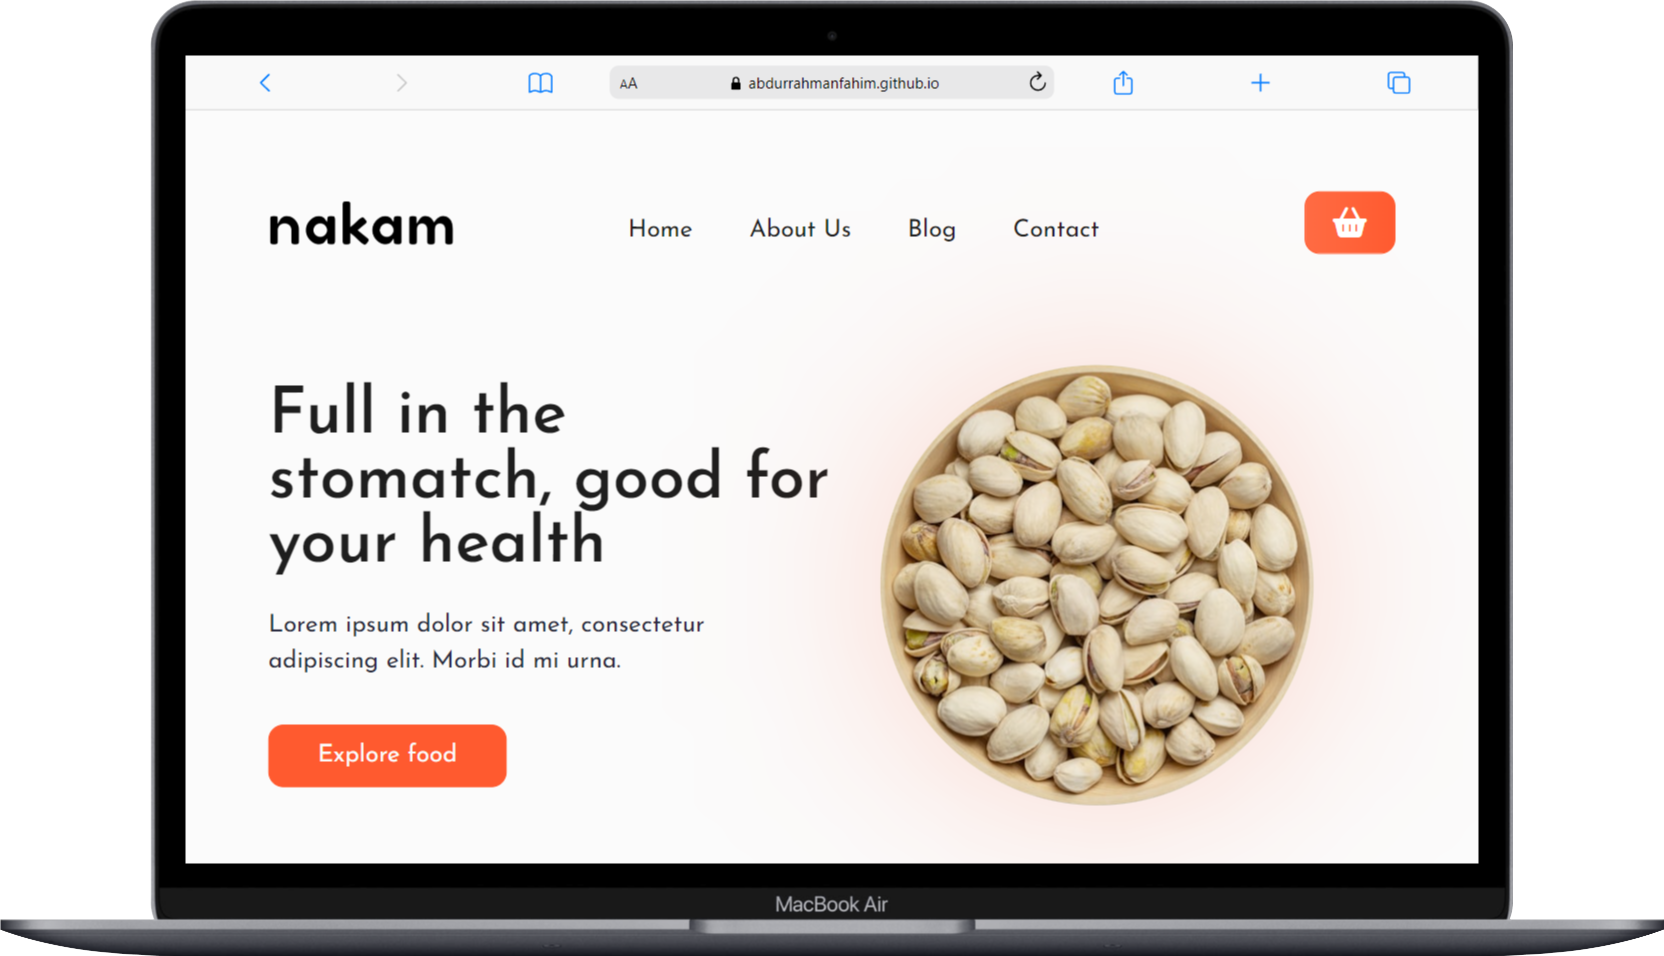 AA abdurrahmanfahim.github.io
nakam Home About Us Blog Contact
Full in the
stomatch, good for
your health
Lorem ipsum dolor sit amet, consectetur
adipiscing elit. Morbi id mi urna.
Explore food
MacBook Air